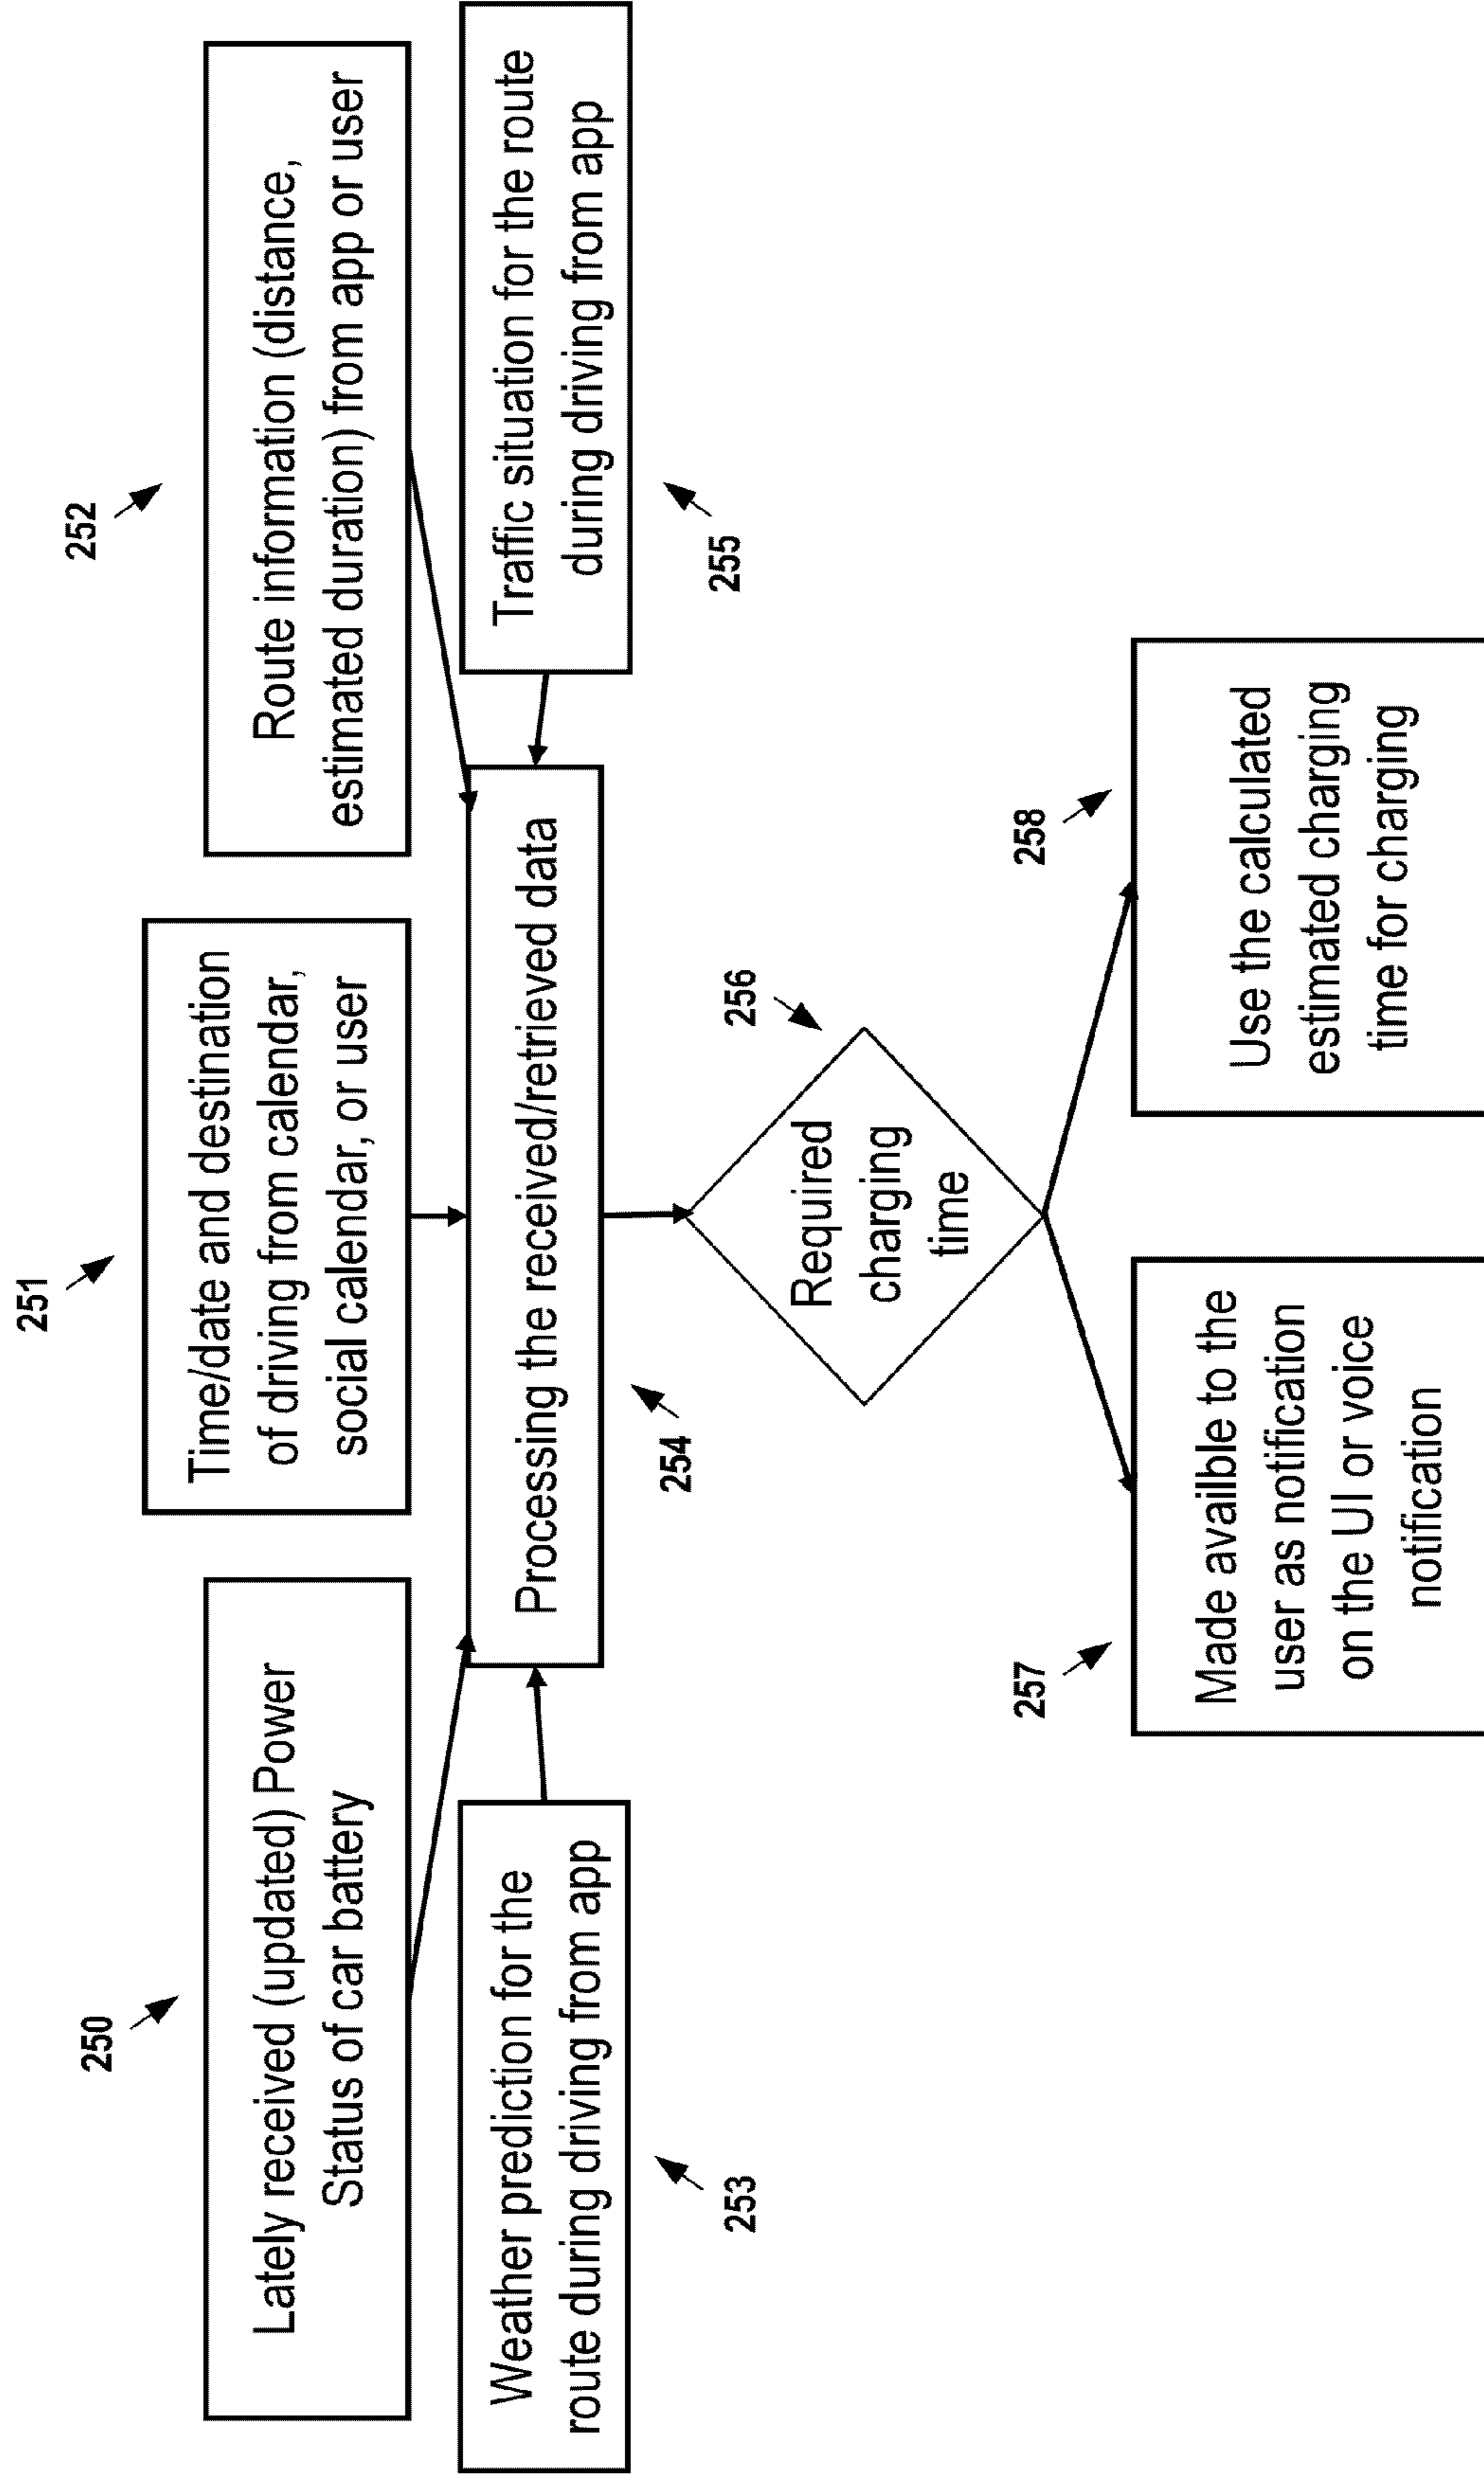 251
Time/date and destination
of driving from calendar,
social calendar, or user
250
Lately received (updated) Power
Status of car battery
252
Route information (distance,
estimated duration) from app or user
Weather prediction for the
route during driving from app
253
Processing the received/retrieved data
254
Traffic situation for the route
during driving from app
255
256
Required
charging
time
257
Made availble to the
user as notification
on the UI or voice
notification
258
Use the calculated
estimated charging
time for charging